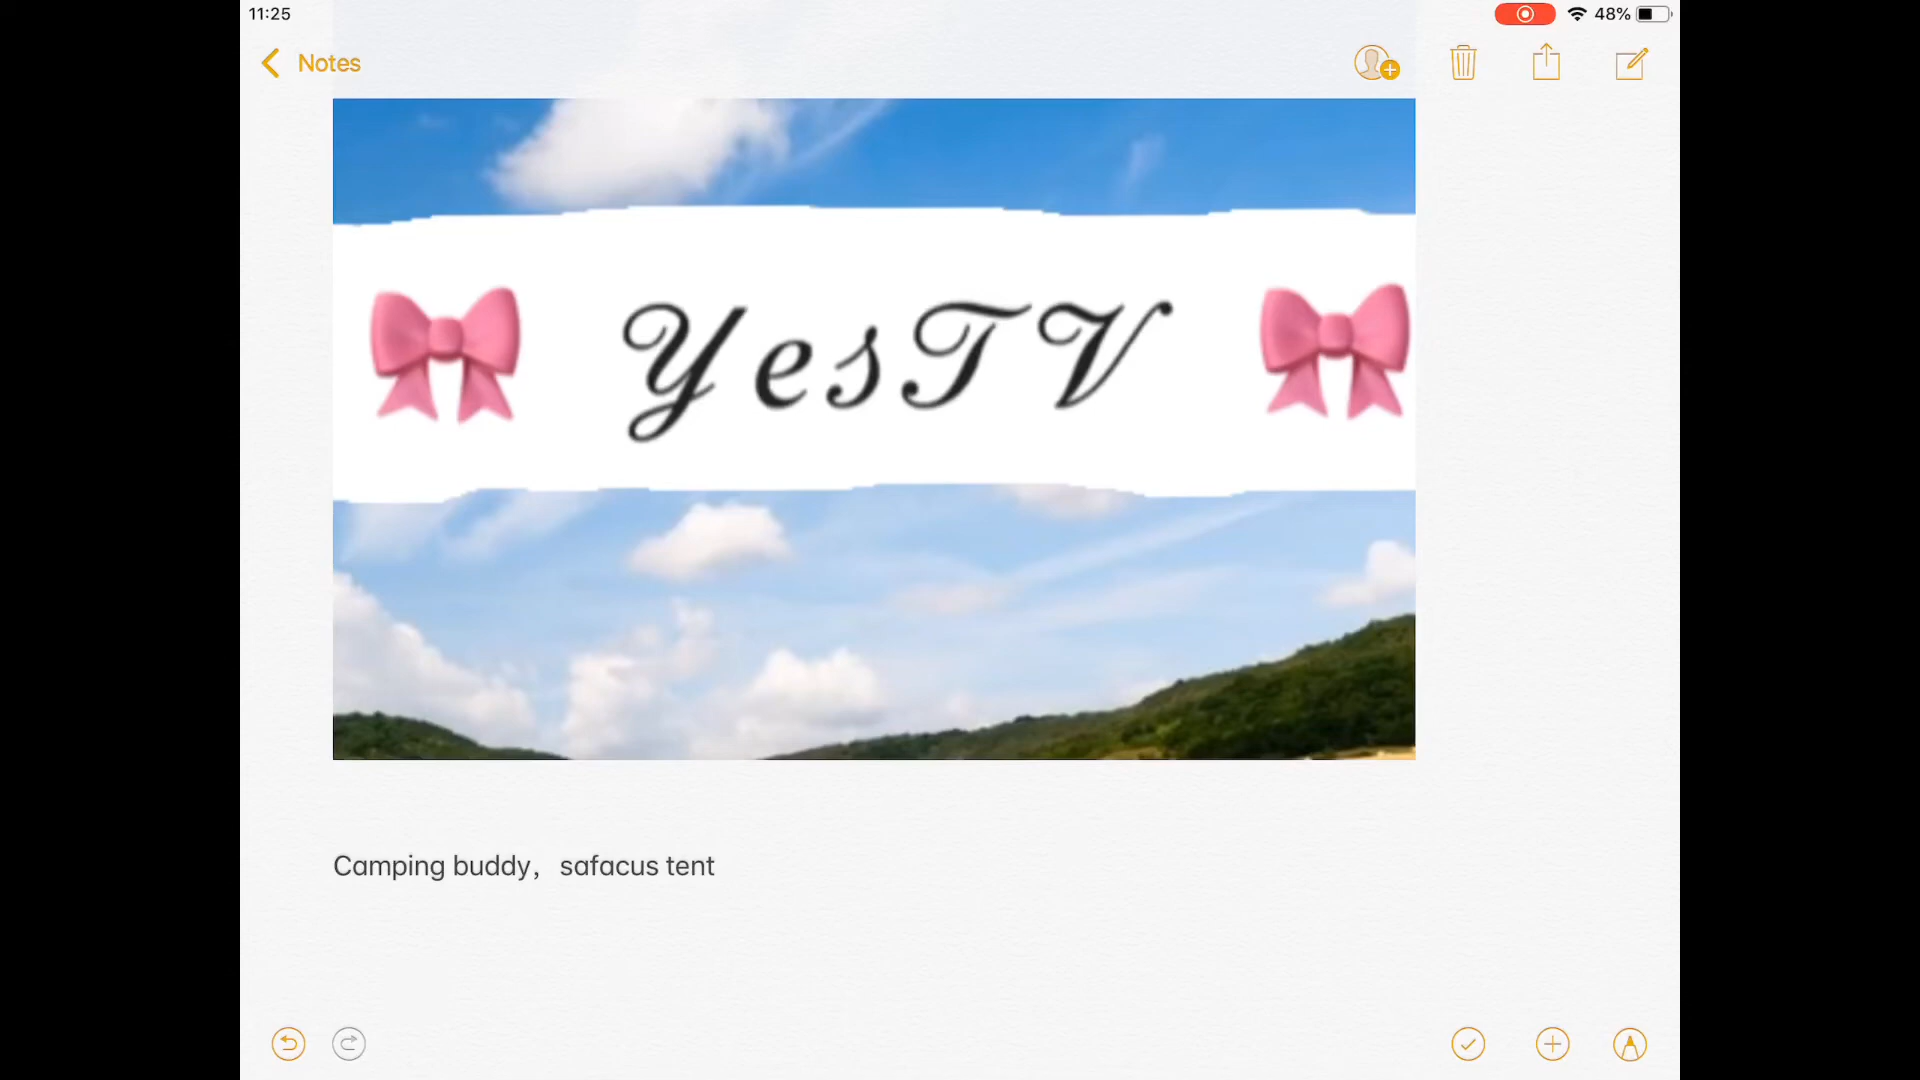 11:25
48%
Notes
YesTV
Camping buddy, safacus tent